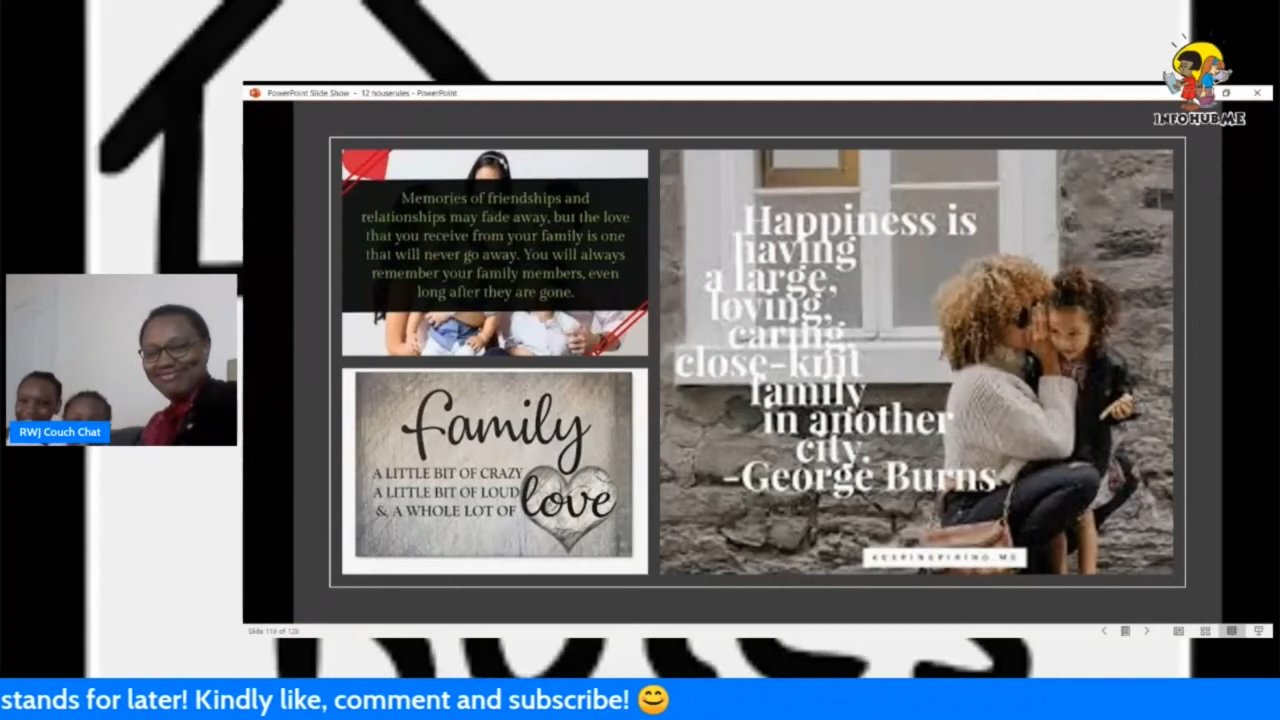 INFO HUB.ME
PowerPoint Slide Show - 12 houserules - PowerPoint
Memories of friendships and
relationships may fade away, but the love
that you receive from your family is one
that will never go away. You will always
remember your family members, even
long after they are gone.
family
A LITTLE BIT OF CRAZY
A LITTLE BIT OF LOUD
& A WHOLE LOT OF
love
Happiness is
having
a large,
loving,
caring,
close-knit
family
in another
city.
-George Burns
KEEPINSPIRING.ME
RWJ Couch Chat
stands for later! Kindly like, comment and subscribe! 😊